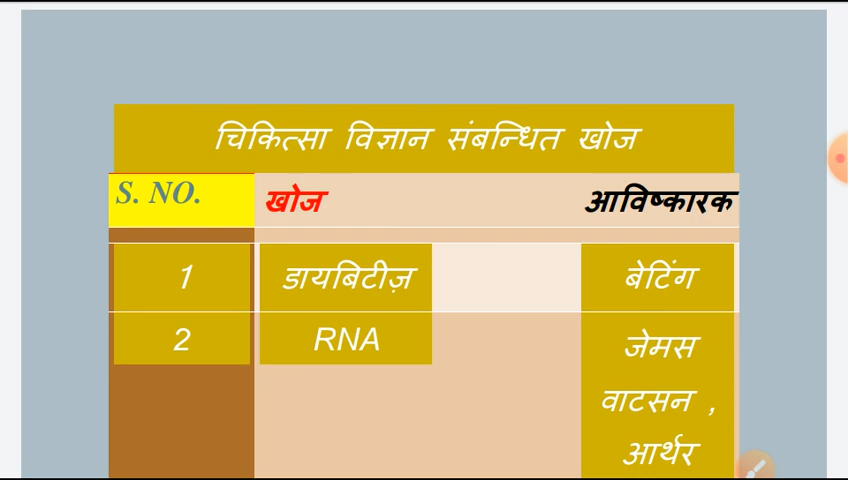 चिकित्सा विज्ञान संबन्धित खोज
S. NO. खोज आविष्कारक
1 डायबिटीज़ बेटिंग
2 RNA जेमस
वाटसन ,
आर्थर